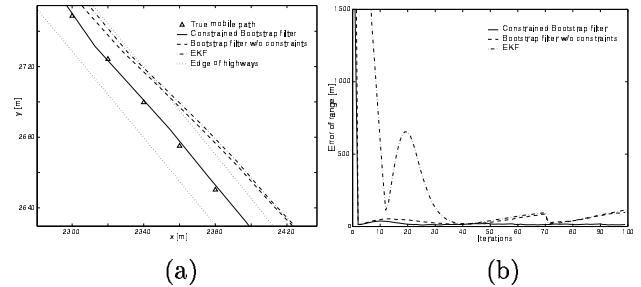 True mobile path
Constrained Bootstrap filter
Bootstrap filter w/o constraints
EKF
Edge of highways
2720
2680
2640
y [m]
2300
2340
2380
2420
x [m]
(a)
1500
1000
500
0
Error of range [m]
Constrained Bootstrap filter
Bootstrap filter w/o constraints
EKF
0 10 20 30 40 50 60 70 80 90 100
Iterations
(b)